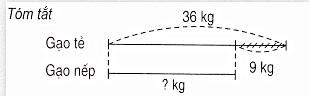 Tóm tắt
36 kg
Gạo tẻ
Gạo nếp
9 kg
? kg